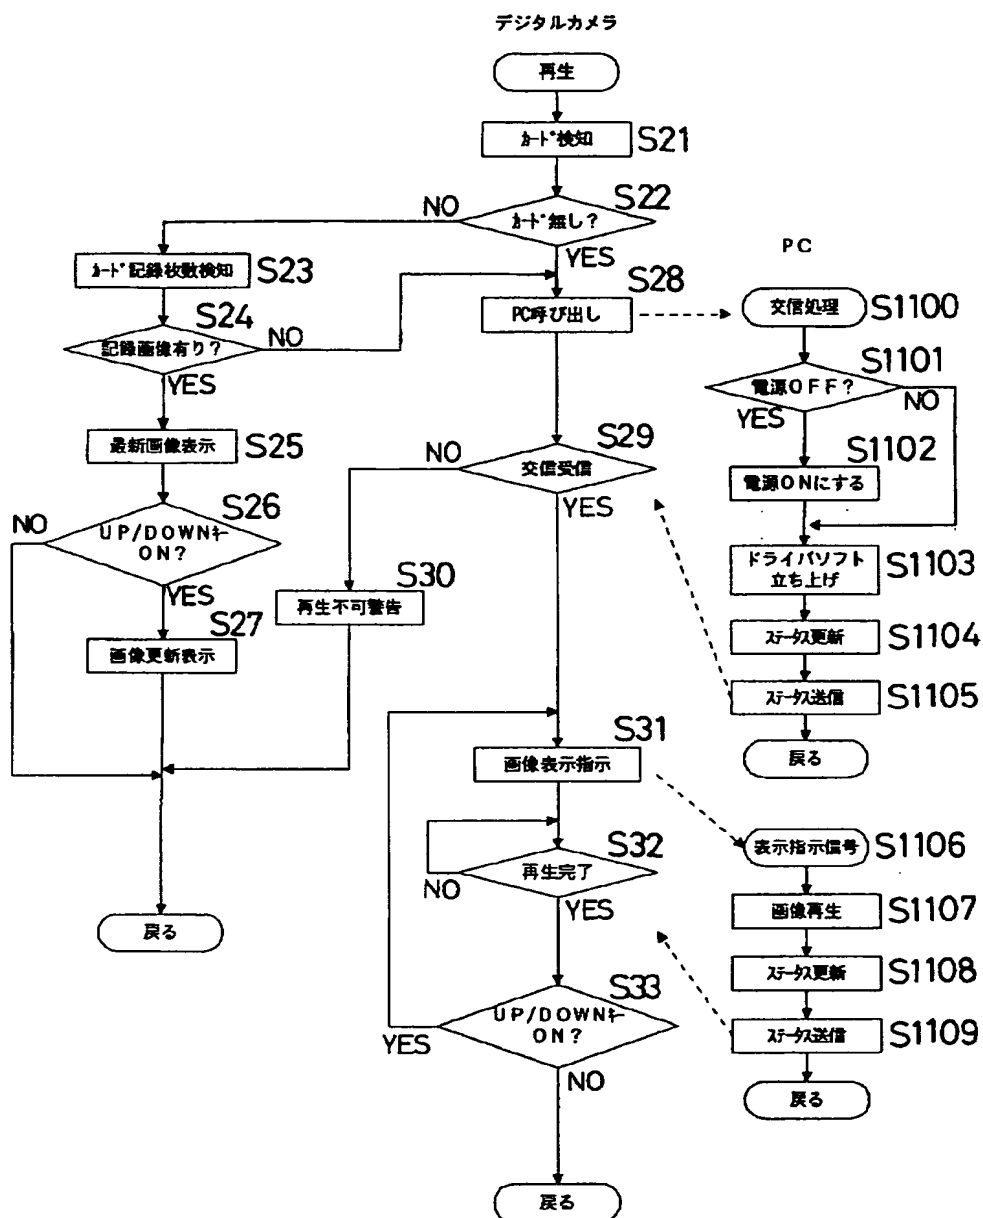 デジタルカメラ
再生
カード検知 S21
S22
NO
カード無し?
YES
カード記録枚数検知 S23
S24
記録画像有り?
NO
YES
S28
PC呼び出し
最新画像表示 S25
S26
NO
UP/DOWNキー
ON?
YES
S27
画像更新表示
S29
NO
交信受信
YES
S30
再生不可警告
戻る
S31
画像表示指示
S32
再生完了
NO
YES
S33
UP/DOWNキー
ON?
YES
NO
戻る
PC
交信処理 S1100
S1101
電源OFF?
YES
NO
S1102
電源ONにする
ドライバソフト
立ち上げ
S1103
ステータス更新 S1104
ステータス送信 S1105
戻る
表示指示信号 S1106
画像再生 S1107
ステータス更新 S1108
ステータス送信 S1109
戻る